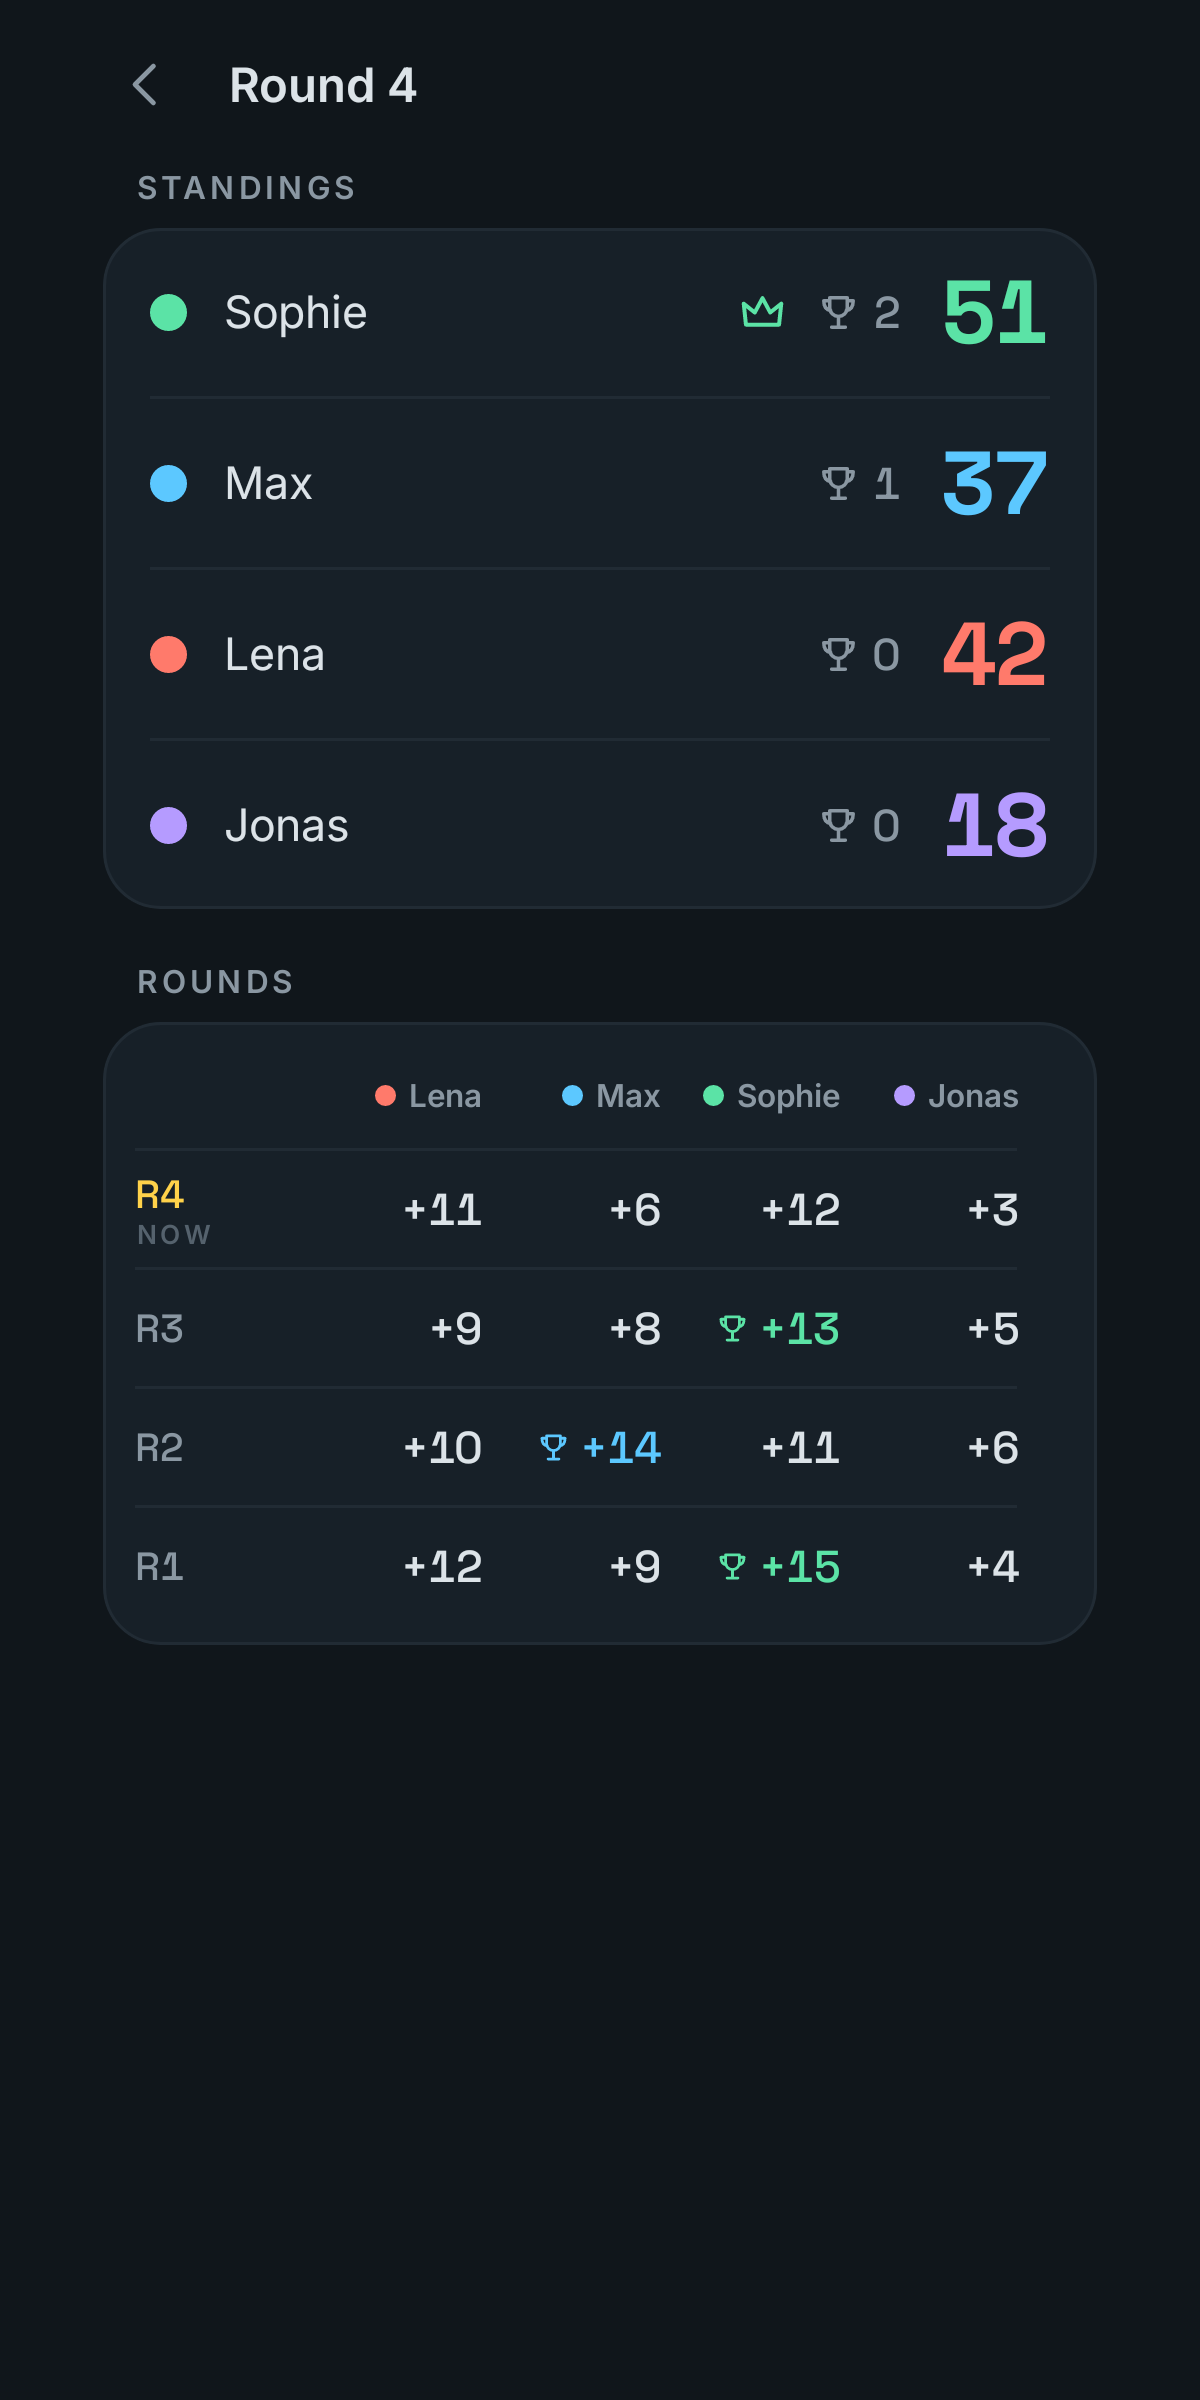 Round 4
STANDINGS
Sophie 2 51
Max 1 37
Lena 0 42
Jonas 0 18
ROUNDS
Lena Max Sophie Jonas
R4 +11 +6 +12 +3
NOW
R3 +9 +8 +13 +5
R2 +10 +14 +11 +6
R1 +12 +9 +15 +4